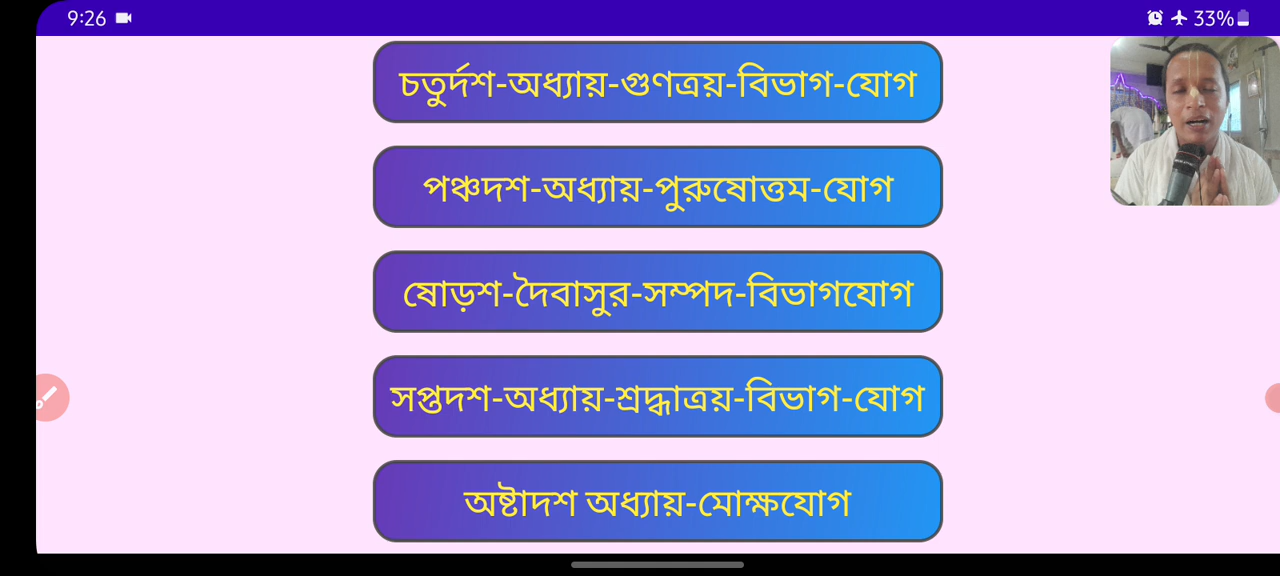 9:26
33%
চতুর্দশ-অধ্যায়-গুণত্রয়-বিভাগ-যোগ
পঞ্চদশ-অধ্যায়-পুরুষোত্তম-যোগ
ষোড়শ-দৈবাসুর-সম্পদ-বিভাগযোগ
সপ্তদশ-অধ্যায়-শ্রদ্ধাত্রয়-বিভাগ-যোগ
অষ্টাদশ অধ্যায়-মোক্ষযোগ